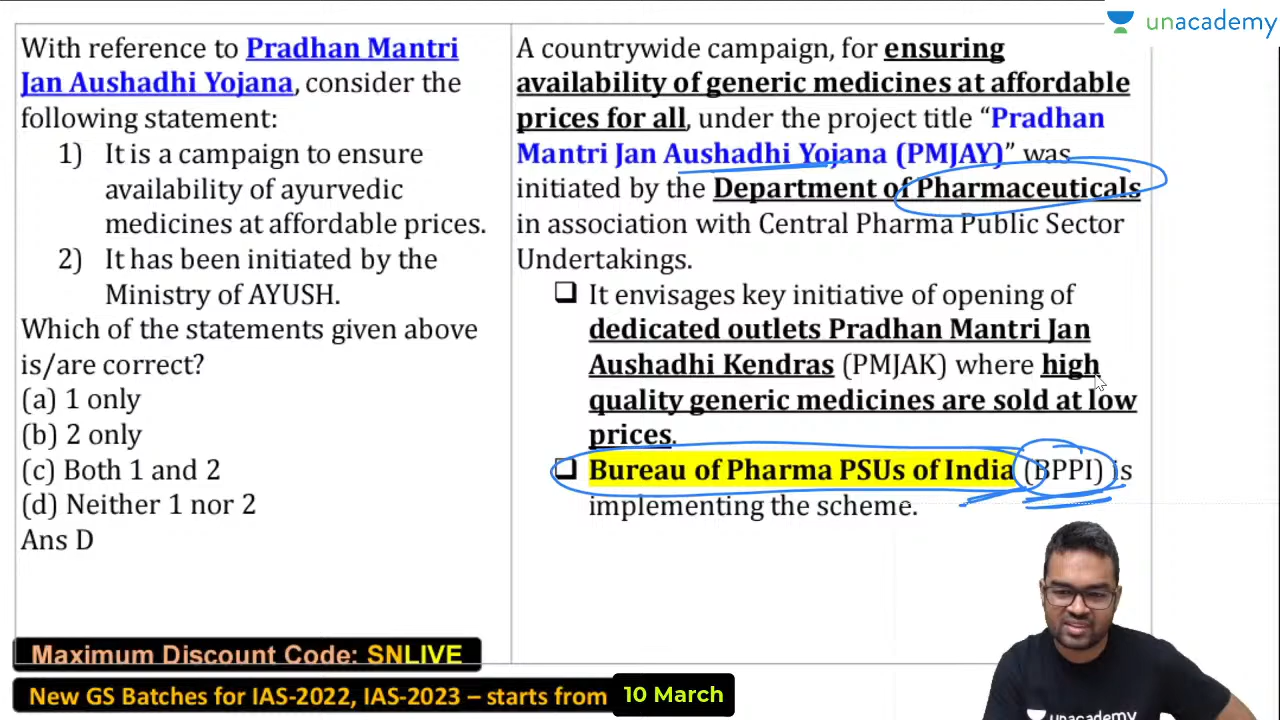 unacademy
With reference to Pradhan Mantri
Jan Aushadhi Yojana, consider the
following statement:
1) It is a campaign to ensure
availability of ayurvedic
medicines at affordable prices.
2) It has been initiated by the
Ministry of AYUSH.
Which of the statements given above
is/are correct?
(a) 1 only
(b) 2 only
(c) Both 1 and 2
(d) Neither 1 nor 2
Ans D
A countrywide campaign, for ensuring
availability of generic medicines at affordable
prices for all, under the project title “Pradhan
Mantri Jan Aushadhi Yojana (PMJAY)” was
initiated by the Department of Pharmaceuticals
in association with Central Pharma Public Sector
Undertakings.
❑ It envisages key initiative of opening of
dedicated outlets Pradhan Mantri Jan
Aushadhi Kendras (PMJAK) where high
quality generic medicines are sold at low
prices.
❑ Bureau of Pharma PSUs of India (BPPI) is
implementing the scheme.
Maximum Discount Code: SNLIVE
New GS Batches for IAS-2022, IAS-2023 – starts from 10 March
unacademy